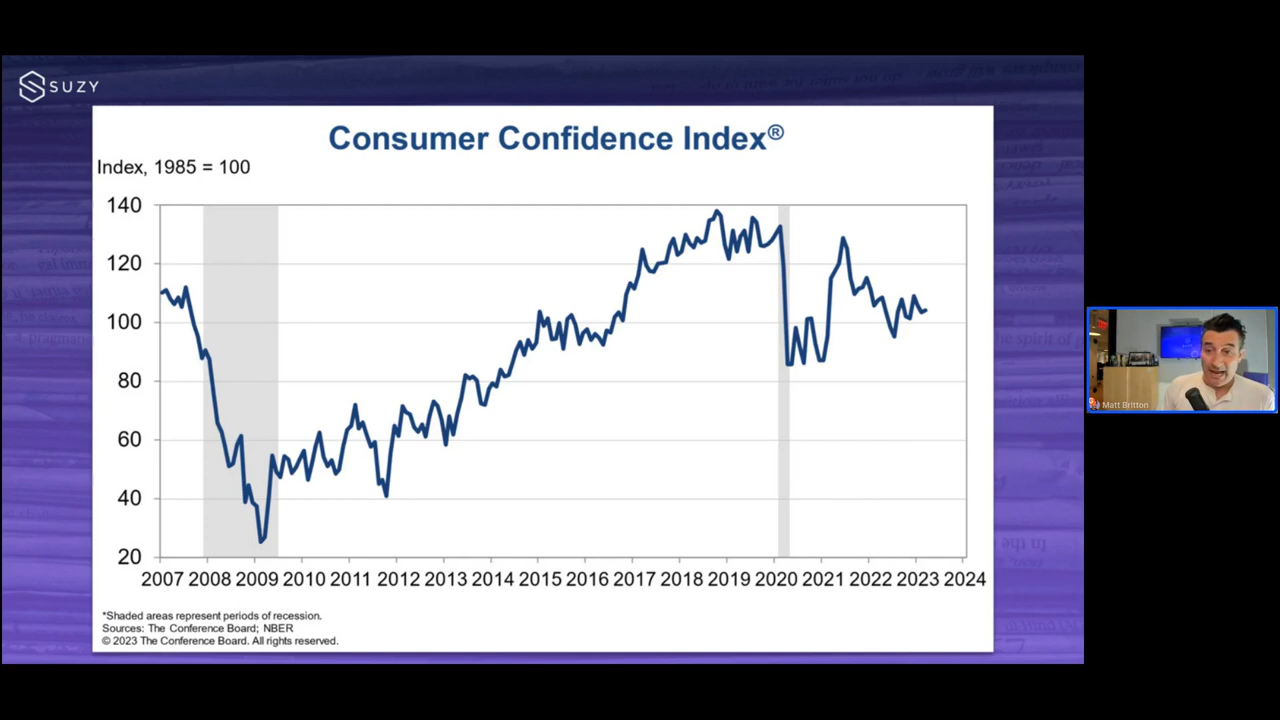 SUZY
Consumer Confidence Index®
Index, 1985 = 100
140
120
100
80
60
40
20
2007 2008 2009 2010 2011 2012 2013 2014 2015 2016 2017 2018 2019 2020 2021 2022 2023 2024
*Shaded areas represent periods of recession.
Sources: The Conference Board; NBER
© 2023 The Conference Board. All rights reserved.
Matt Britton